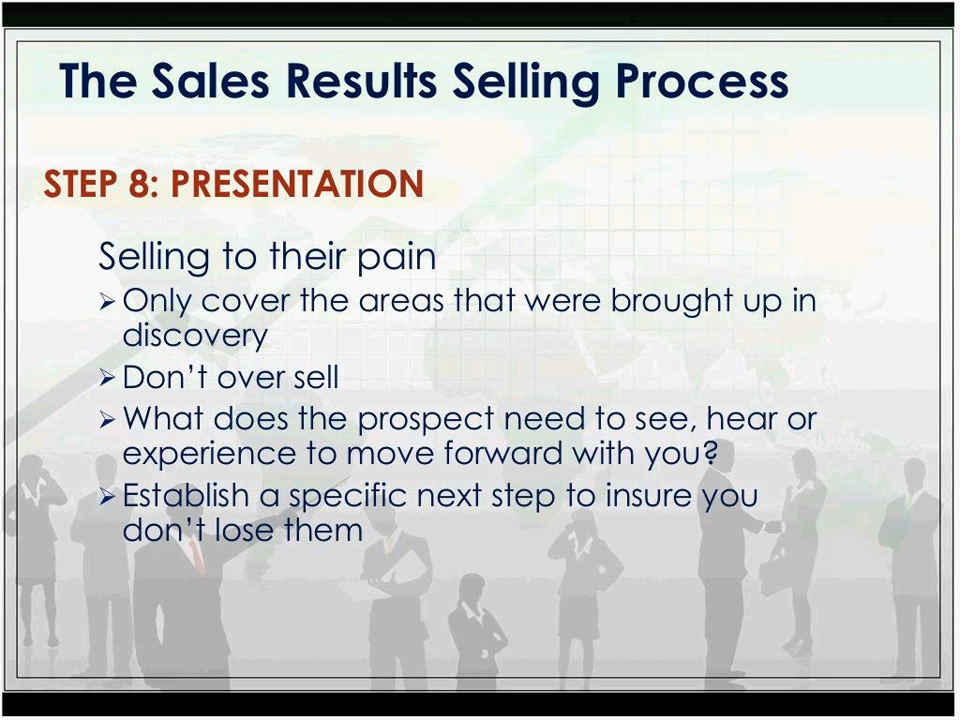 The Sales Results Selling Process
STEP 8: PRESENTATION
Selling to their pain
Only cover the areas that were brought up in
discovery
Don’t over sell
What does the prospect need to see, hear or
experience to move forward with you?
Establish a specific next step to insure you
don’t lose them